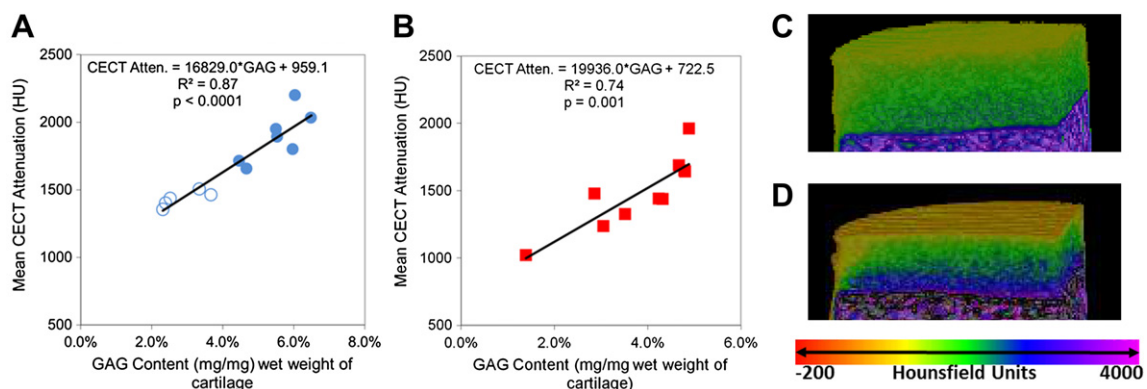 A
CECT Atten. = 16829.0*GAG + 959.1
R² = 0.87
p < 0.0001
Mean CECT Attenuation (HU)
2500
2000
1500
1000
500
0.0%
2.0%
4.0%
6.0%
8.0%
GAG Content (mg/mg) wet weight of
cartilage
B
CECT Atten. = 19936.0*GAG + 722.5
R² = 0.74
p = 0.001
Mean CECT Attenuation (HU)
2500
2000
1500
1000
500
0.0%
2.0%
4.0%
6.0%
GAG Content (mg/mg wet weight of
cartilage)
C
D
-200
Hounsfield Units
4000